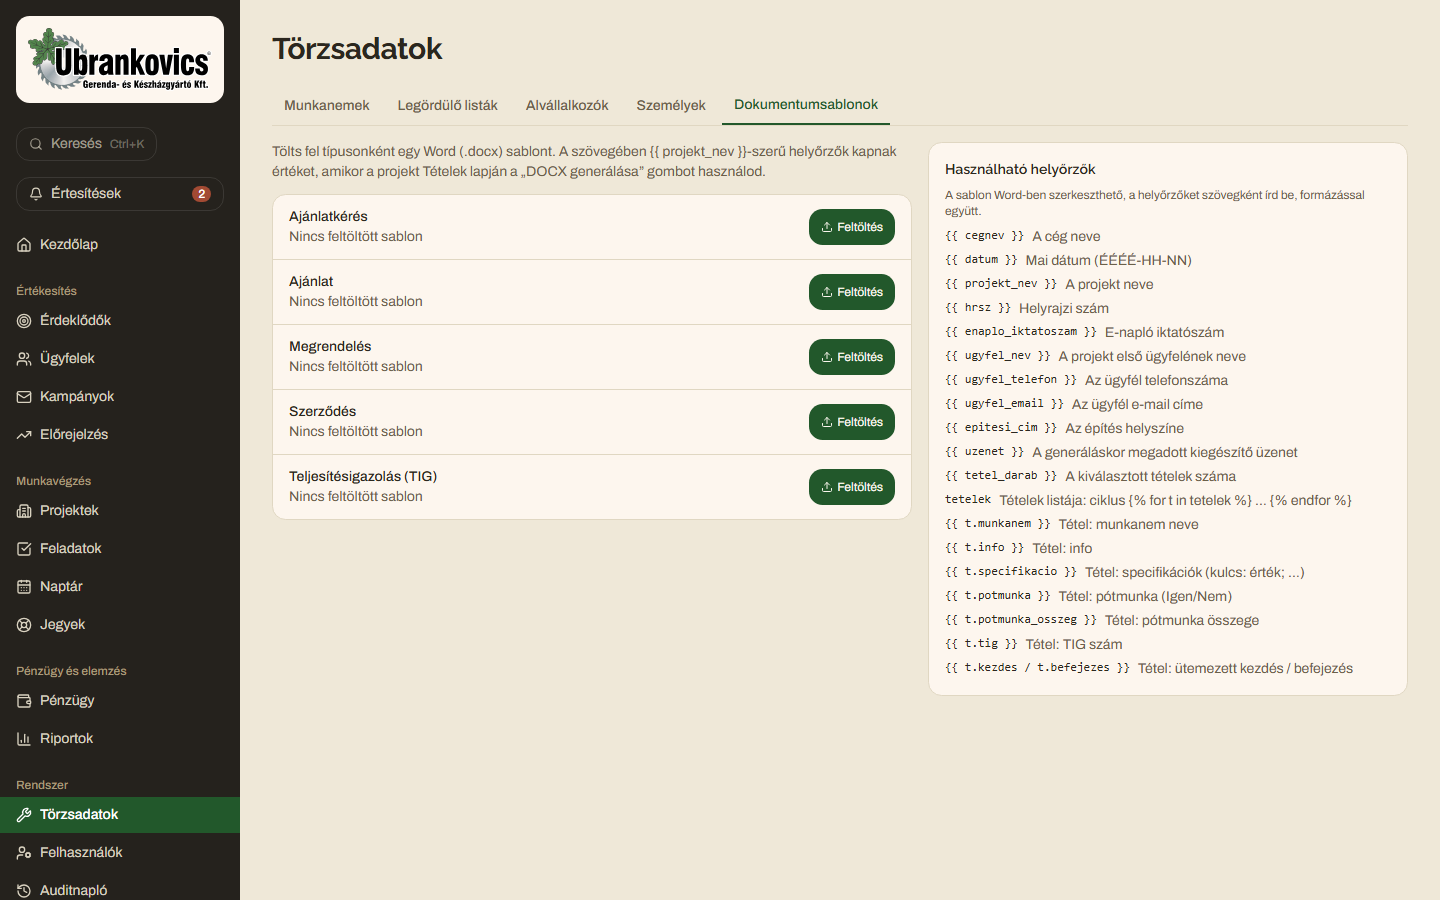 Ubrankovics
Gerenda- és Készházgyártó Kft.
Keresés Ctrl+K
Értesítések 2
Kezdőlap
Értékesítés
Érdeklődők
Ügyfelek
Kampányok
Előrejelzés
Munkavégzés
Projektek
Feladatok
Naptár
Jegyek
Pénzügy és elemzés
Pénzügy
Riportok
Rendszer
Törzsadatok
Felhasználók
Auditnapló
Törzsadatok
Munkanemek Legördülő listák Alvállalkozók Személyek Dokumentumsablonok
Tölts fel típusonként egy Word (.docx) sablont. A szövegében {{ projekt_nev }}-szerű helyőrzők kapnak
értéket, amikor a projekt Tételek lapján a „DOCX generálása” gombot használod.
Ajánlatkérés
Nincs feltöltött sablon
Feltöltés
Ajánlat
Nincs feltöltött sablon
Feltöltés
Megrendelés
Nincs feltöltött sablon
Feltöltés
Szerződés
Nincs feltöltött sablon
Feltöltés
Teljesítésigazolás (TIG)
Nincs feltöltött sablon
Feltöltés
Használható helyőrzők
A sablon Word-ben szerkeszthető, a helyőrzőket szövegként írd be, formázással
együtt.
{{ cegnev }} A cég neve
{{ datum }} Mai dátum (ÉÉÉÉ-HH-NN)
{{ projekt_nev }} A projekt neve
{{ hrsz }} Helyrajzi szám
{{ enaplo_iktatoszam }} E-napló iktatószám
{{ ugyfel_nev }} A projekt első ügyfelének neve
{{ ugyfel_telefon }} Az ügyfél telefonszáma
{{ ugyfel_email }} Az ügyfél e-mail címe
{{ epitesi_cim }} Az építés helyszíne
{{ uzenet }} A generáláskor megadott kiegészítő üzenet
{{ tetel_darab }} A kiválasztott tételek száma
tetelek Tételek listája: ciklus {% for t in tetelek %} … {% endfor %}
{{ t.munkanem }} Tétel: munkanem neve
{{ t.info }} Tétel: info
{{ t.specifikacio }} Tétel: specifikációk (kulcs: érték; …)
{{ t.potmunka }} Tétel: pótmunka (Igen/Nem)
{{ t.potmunka_osszeg }} Tétel: pótmunka összege
{{ t.tig }} Tétel: TIG szám
{{ t.kezdes / t.befejezes }} Tétel: ütemezett kezdés / befejezés